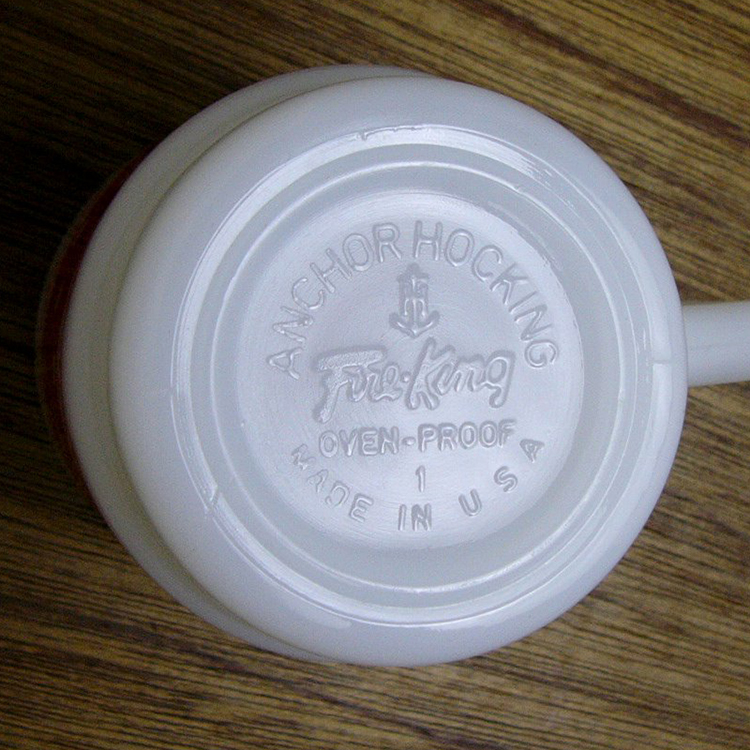 ANCHOR HOCKING
Fire-King
OVEN-PROOF
1
MADE IN USA